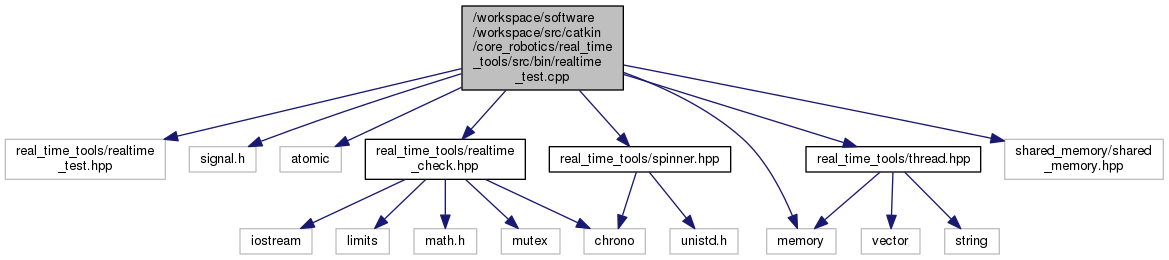 /workspace/software
/workspace/src/catkin
/core_robotics/real_time
_tools/src/bin/realtime
_test.cpp
real_time_tools/realtime
_test.hpp
signal.h
atomic
real_time_tools/realtime
_check.hpp
real_time_tools/spinner.hpp
real_time_tools/thread.hpp
shared_memory/shared
_memory.hpp
iostream
limits
math.h
mutex
chrono
unistd.h
memory
vector
string